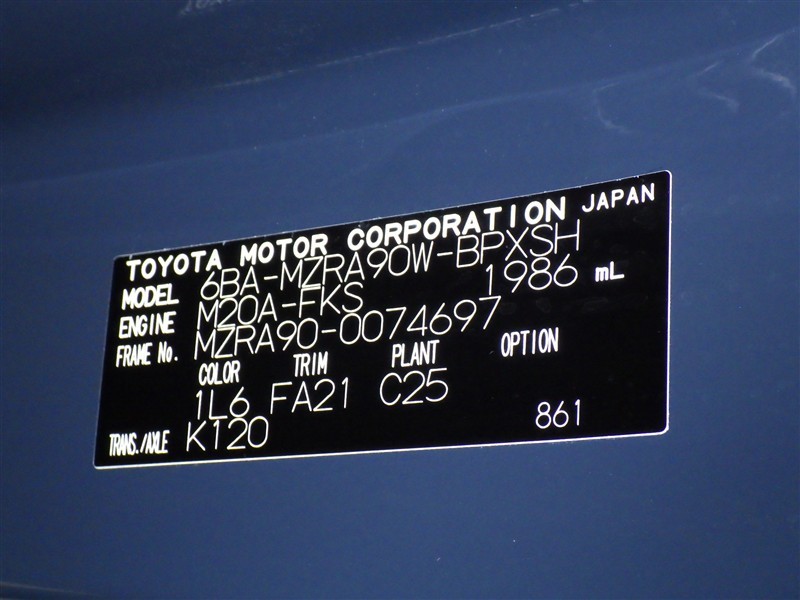 TOYOTA MOTOR CORPORATION JAPAN
MODEL 6BA-MZRA90W-BPXSH
ENGINE M20A-FKS 1986 mL
FRAME No. MZRA90-0074697
COLOR TRIM PLANT OPTION
1L6 FA21 C25
TRANS./AXLE K120 861